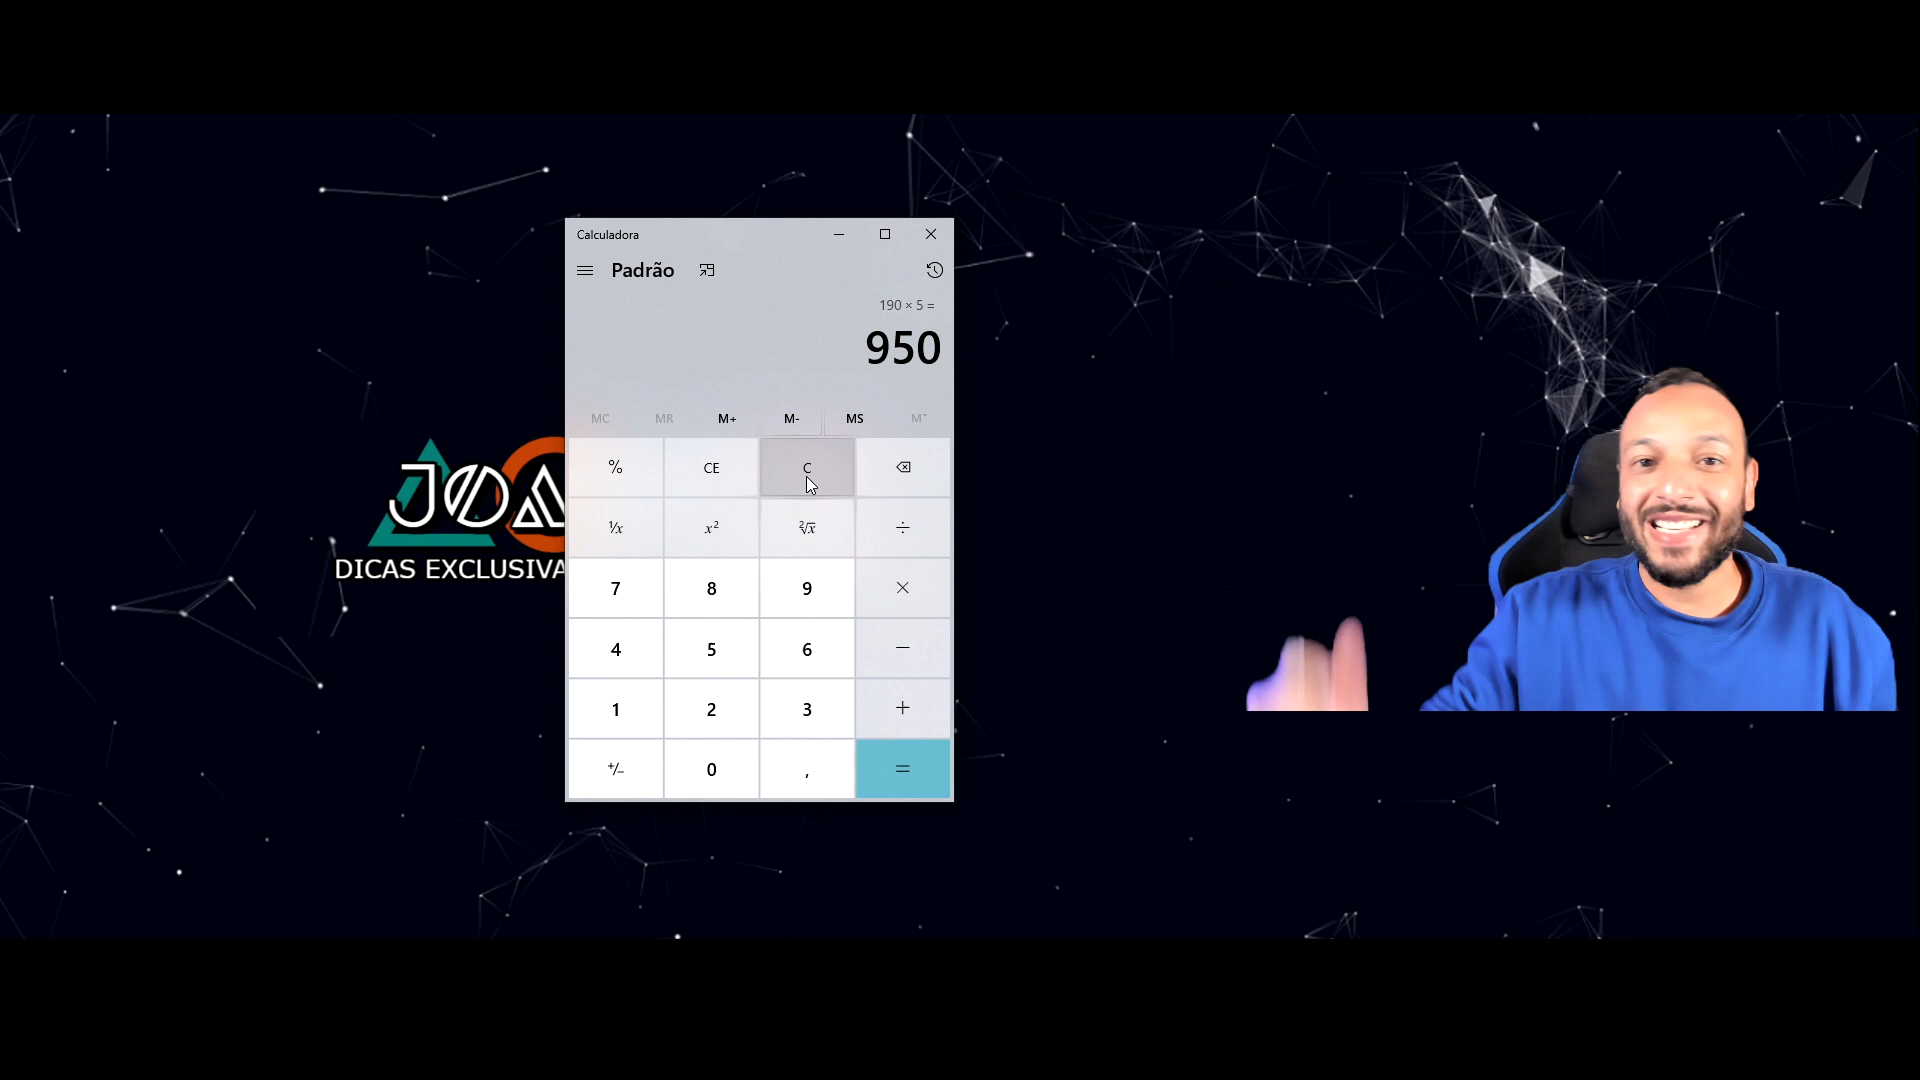 Calculadora
Padrão
190 × 5 =
950
MC MR M+ M- MS M˅
% CE C
¹/x x² ²√x ÷
7 8 9 ×
4 5 6 −
1 2 3 +
+/− 0 , =
JOA
DICAS EXCLUSIVA